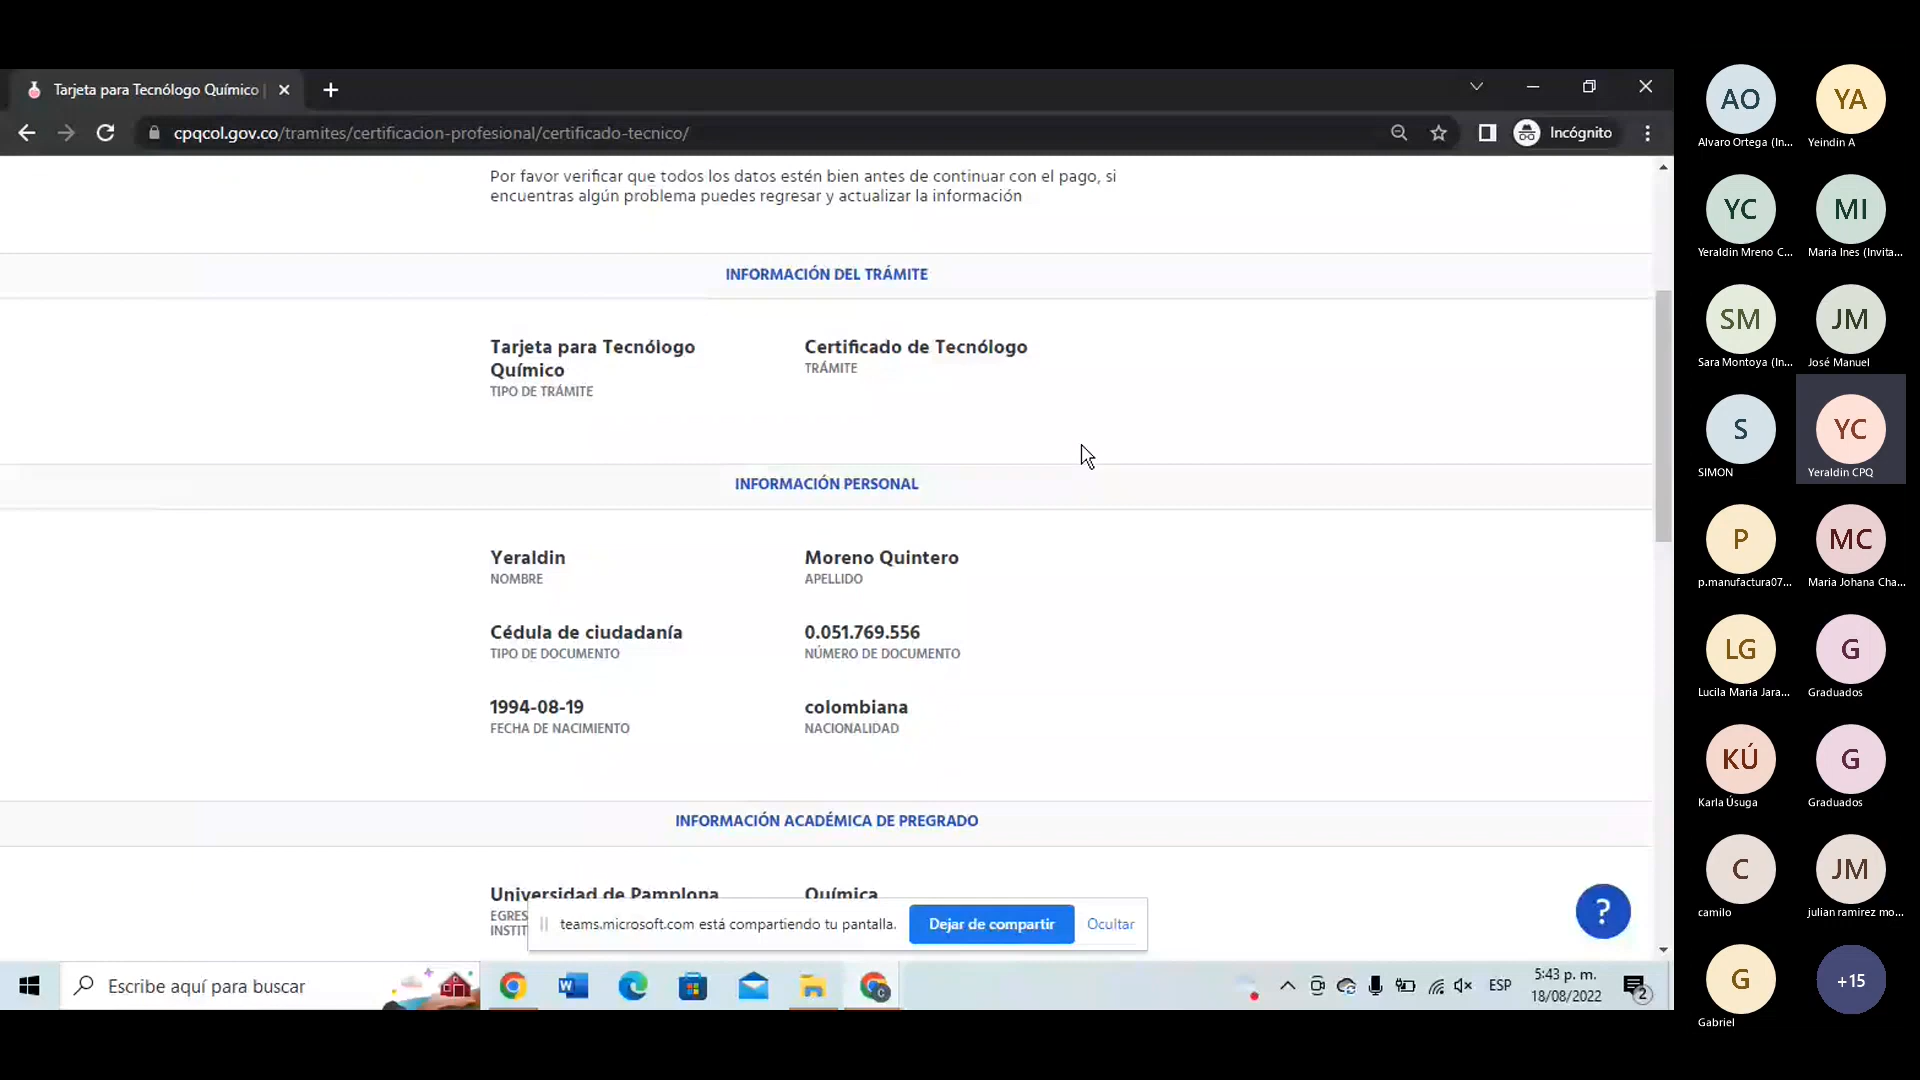 Tarjeta para Tecnólogo Químico |
cpqcol.gov.co/tramites/certificacion-profesional/certificado-tecnico/
Incógnito
Por favor verificar que todos los datos estén bien antes de continuar con el pago, si
encuentras algún problema puedes regresar y actualizar la información
INFORMACIÓN DEL TRÁMITE
Tarjeta para Tecnólogo
Químico
TIPO DE TRÁMITE
Certificado de Tecnólogo
TRÁMITE
INFORMACIÓN PERSONAL
Yeraldin
NOMBRE
Moreno Quintero
APELLIDO
Cédula de ciudadanía
TIPO DE DOCUMENTO
0.051.769.556
NÚMERO DE DOCUMENTO
1994-08-19
FECHA DE NACIMIENTO
colombiana
NACIONALIDAD
INFORMACIÓN ACADÉMICA DE PREGRADO
Universidad de Pamplona
EGRES
INSTIT
Química
teams.microsoft.com está compartiendo tu pantalla.
Dejar de compartir
Ocultar
?
Escribe aquí para buscar
ESP
5:43 p. m.
18/08/2022
2
AO
Alvaro Ortega (In...
YA
Yeindin A
YC
Yeraldin Mreno C...
MI
Maria Ines (Invita...
SM
Sara Montoya (In...
JM
José Manuel
S
SIMON
YC
Yeraldin CPQ
P
p.manufactura07...
MC
Maria Johana Cha...
LG
Lucila Maria Jara...
G
Graduados
KÚ
Karla Úsuga
G
Graduados
C
camilo
JM
julian ramirez mo...
G
Gabriel
+15